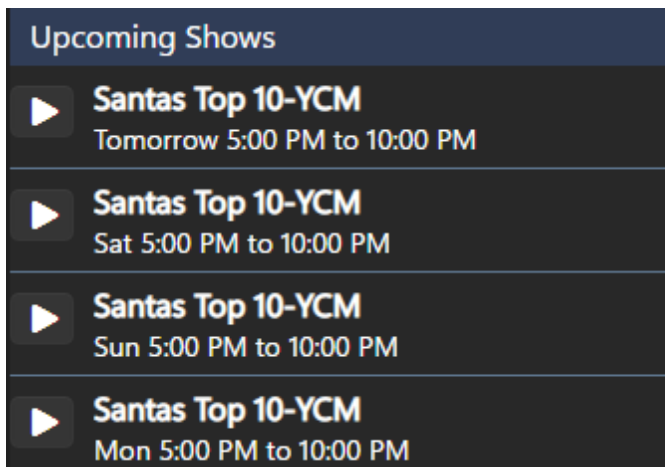 Upcoming Shows
Santas Top 10-YCM
Tomorrow 5:00 PM to 10:00 PM
Santas Top 10-YCM
Sat 5:00 PM to 10:00 PM
Santas Top 10-YCM
Sun 5:00 PM to 10:00 PM
Santas Top 10-YCM
Mon 5:00 PM to 10:00 PM